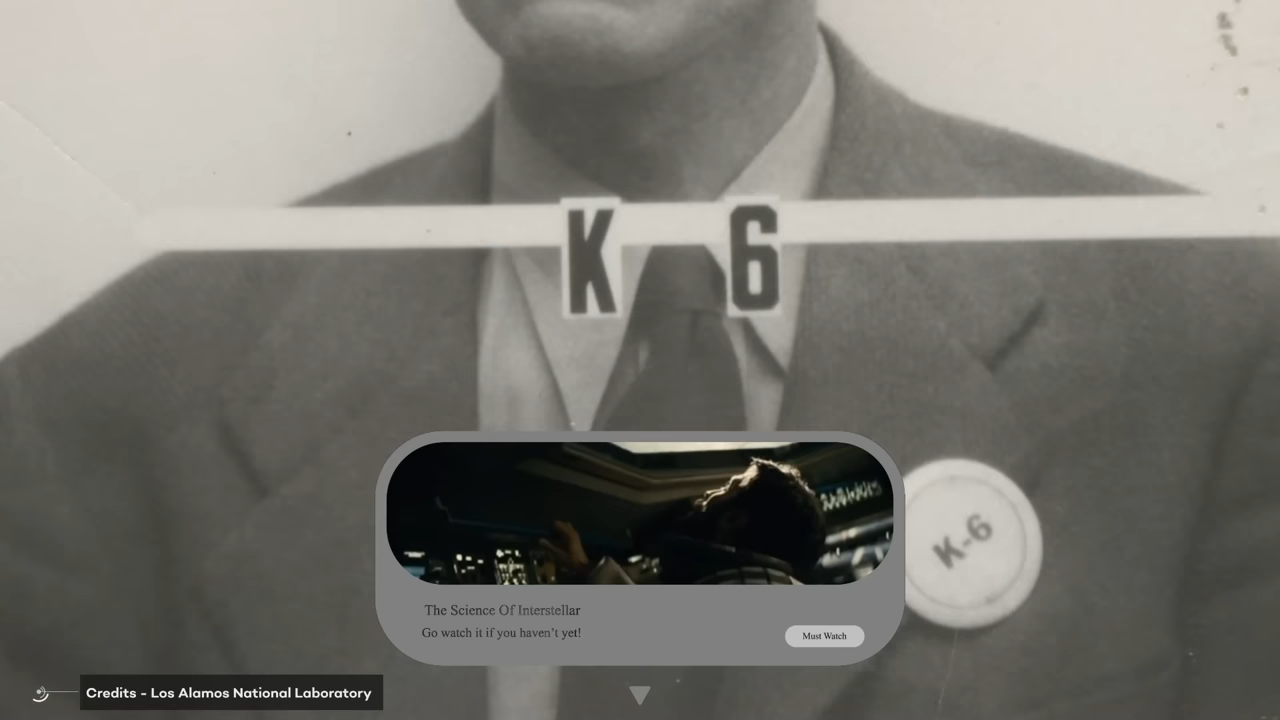 K 6
K-6
The Science Of Interstellar
Go watch it if you haven't yet!
Must Watch
Credits - Los Alamos National Laboratory